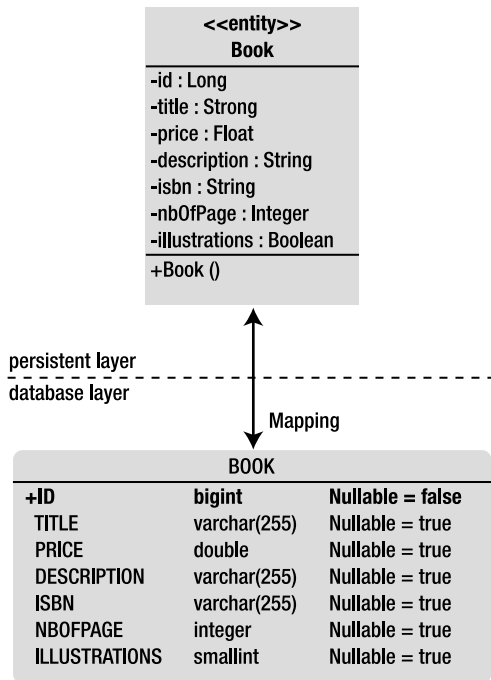 <<entity>>
Book
-id : Long
-title : Strong
-price : Float
-description : String
-isbn : String
-nbOfPage : Integer
-illustrations : Boolean
+Book ()
persistent layer
database layer
Mapping
BOOK
+ID bigint Nullable = false
TITLE varchar(255) Nullable = true
PRICE double Nullable = true
DESCRIPTION varchar(255) Nullable = true
ISBN varchar(255) Nullable = true
NBOFPAGE integer Nullable = true
ILLUSTRATIONS smallint Nullable = true